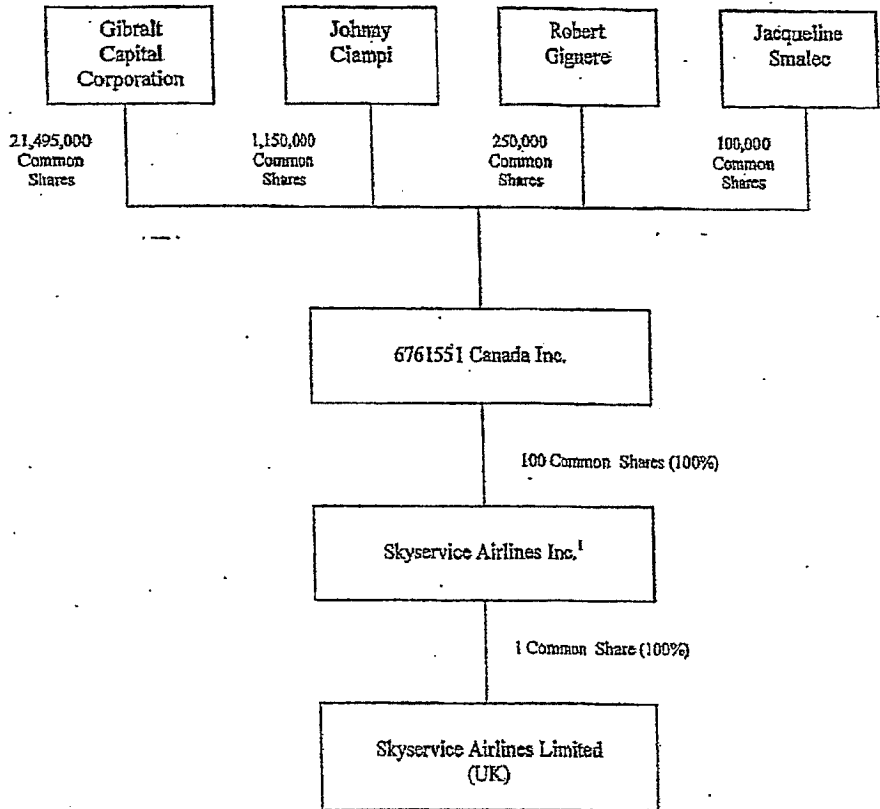 Gibralt
Capital
Corporation
Johnny
Ciampi
Robert
Giguere
Jacqueline
Smalec
21,495,000
Common
Shares
1,150,000
Common
Shares
250,000
Common
Shares
100,000
Common
Shares
6761551 Canada Inc.
100 Common Shares (100%)
Skyservice Airlines Inc.¹
1 Common Share (100%)
Skyservice Airlines Limited
(UK)